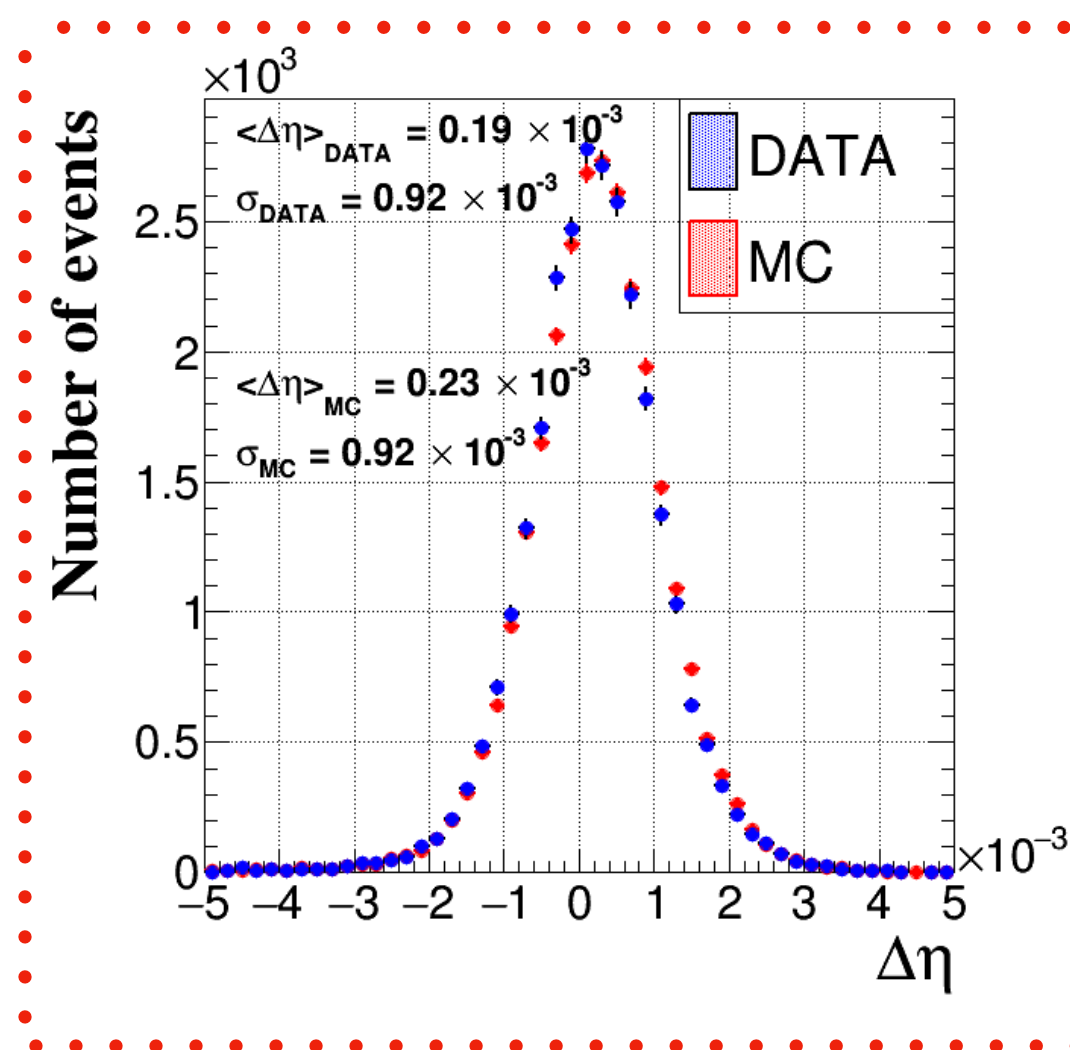 ×10³
Number of events
<Δη>DATA = 0.19 × 10⁻³
σDATA = 0.92 × 10⁻³
<Δη>MC = 0.23 × 10⁻³
σMC = 0.92 × 10⁻³
DATA
MC
2.5
2
1.5
1
0.5
0
−5 −4 −3 −2 −1 0 1 2 3 4 5
×10⁻³
Δη